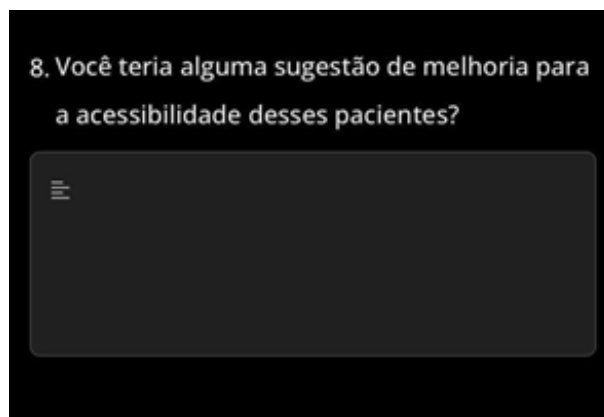 8. Você teria alguma sugestão de melhoria para
a acessibilidade desses pacientes?